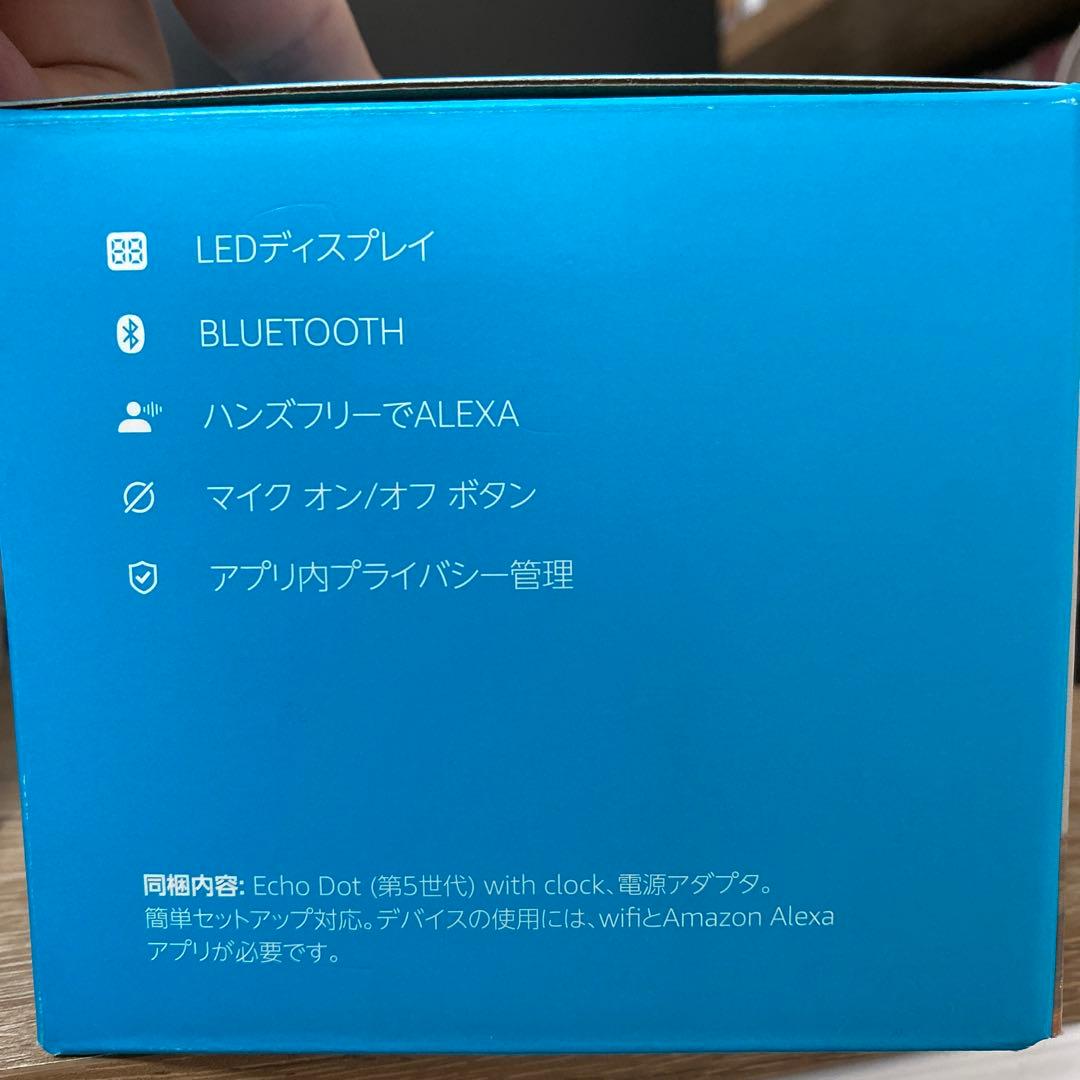 LEDディスプレイ
BLUETOOTH
ハンズフリーでALEXA
マイク オン/オフ ボタン
アプリ内プライバシー管理
同梱内容: Echo Dot (第5世代) with clock、電源アダプタ。
簡単セットアップ対応。デバイスの使用には、wifiとAmazon Alexa
アプリが必要です。